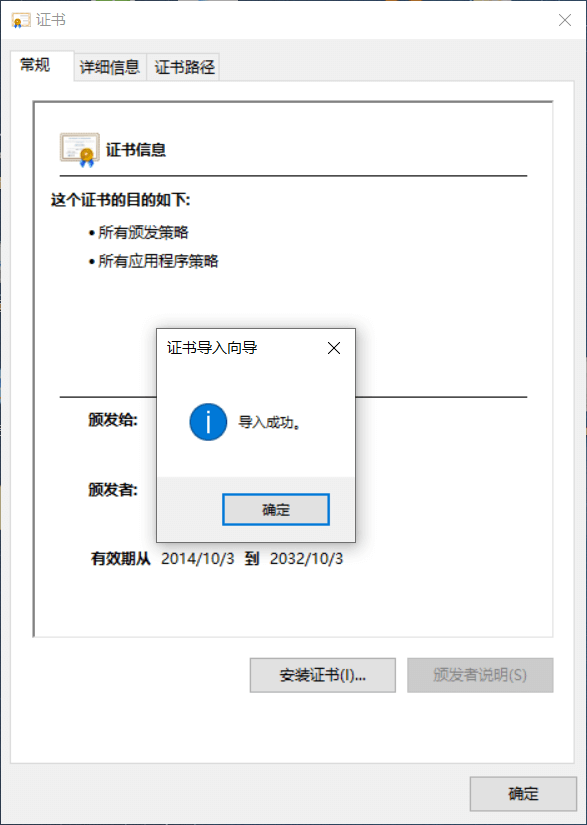 证书
常规
详细信息
证书路径
证书信息
这个证书的目的如下:
• 所有颁发策略
• 所有应用程序策略
证书导入向导
导入成功。
确定
颁发给:
颁发者:
有效期从 2014/10/3 到 2032/10/3
安装证书(I)...
颁发者说明(S)
确定